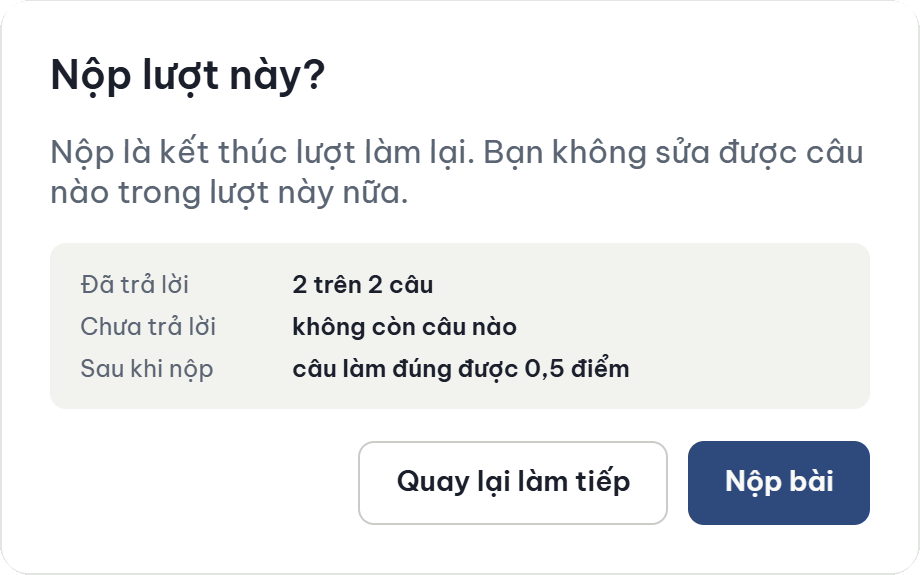 Nộp lượt này?
Nộp là kết thúc lượt làm lại. Bạn không sửa được câu
nào trong lượt này nữa.
Đã trả lời 2 trên 2 câu
Chưa trả lời không còn câu nào
Sau khi nộp câu làm đúng được 0,5 điểm
Quay lại làm tiếp Nộp bài